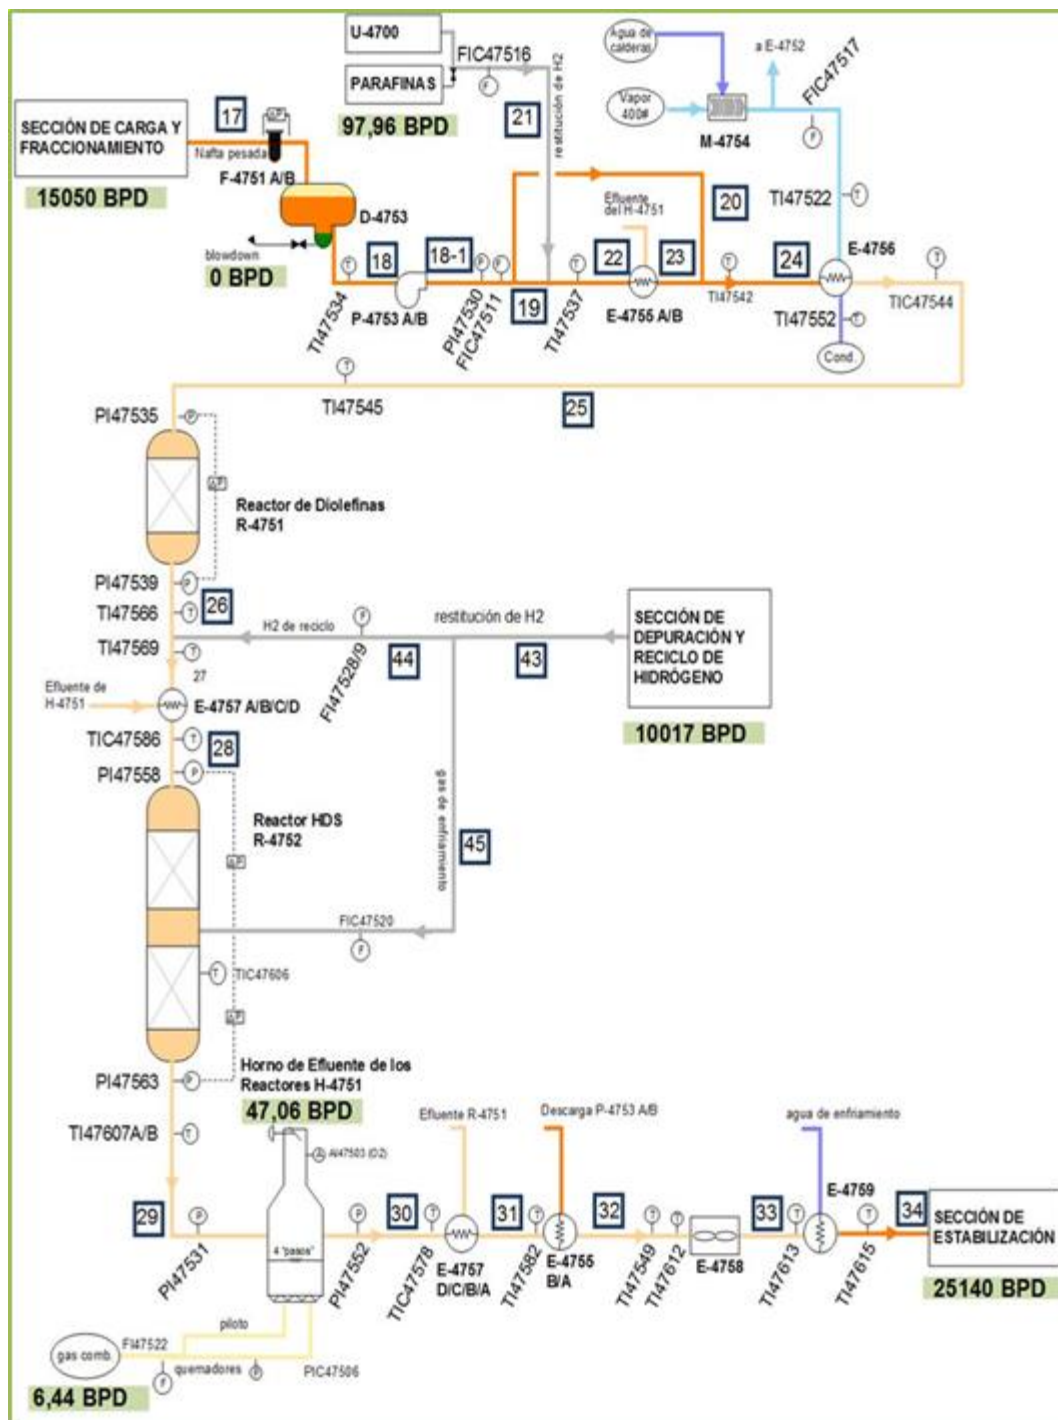 U-4700
PARAFINAS
97,96 BPD
FIC47516
21
restitución de H2
Agua de
calderas
Vapor
400#
M-4754
a E-4752
FIC47517
SECCIÓN DE CARGA Y
FRACCIONAMIENTO
15050 BPD
17
ΔP
Nafta pesada
F-4751 A/B
D-4753
blowdown
0 BPD
T
TI47534
18
P-4753 A/B
18-1
P
F
PI47530
FIC47511
19
T
TI47537
Efluente
del H-4751
22
23
E-4755 A/B
20
T
TI47542
24
TI47522
T
E-4756
TI47552
T
Cond.
T
TIC47544
T
TI47545
25
PI47535
P
ΔP
Reactor de Diolefinas
R-4751
PI47539
P
TI47566
T
26
TI47569
T
27
H2 de reciclo
F
FI47528/9
44
restitución de H2
43
SECCIÓN DE
DEPURACIÓN Y
RECICLO DE
HIDRÓGENO
10017 BPD
Efluente de
H-4751
E-4757 A/B/C/D
TIC47586
T
28
PI47558
P
Reactor HDS
R-4752
ΔP
gas de enfriamiento
45
FIC47520
F
T
TIC47606
ΔP
PI47563
P
TI47607A/B
T
Horno de Efluente de los
Reactores H-4751
47,06 BPD
A
AI47503 (O2)
4 "pasos"
29
P
PI47531
P
PI47552
30
T
TIC47578
Efluente R-4751
E-4757
D/C/B/A
31
T
TI47582
Descarga P-4753 A/B
E-4755
B/A
32
T
TI47549
T
TI47612
E-4758
33
T
TI47613
agua de enfriamiento
E-4759
T
TI47615
34
SECCIÓN DE
ESTABILIZACIÓN
25140 BPD
gas comb.
6,44 BPD
FI47522
F
piloto
quemadores
P
PIC47506